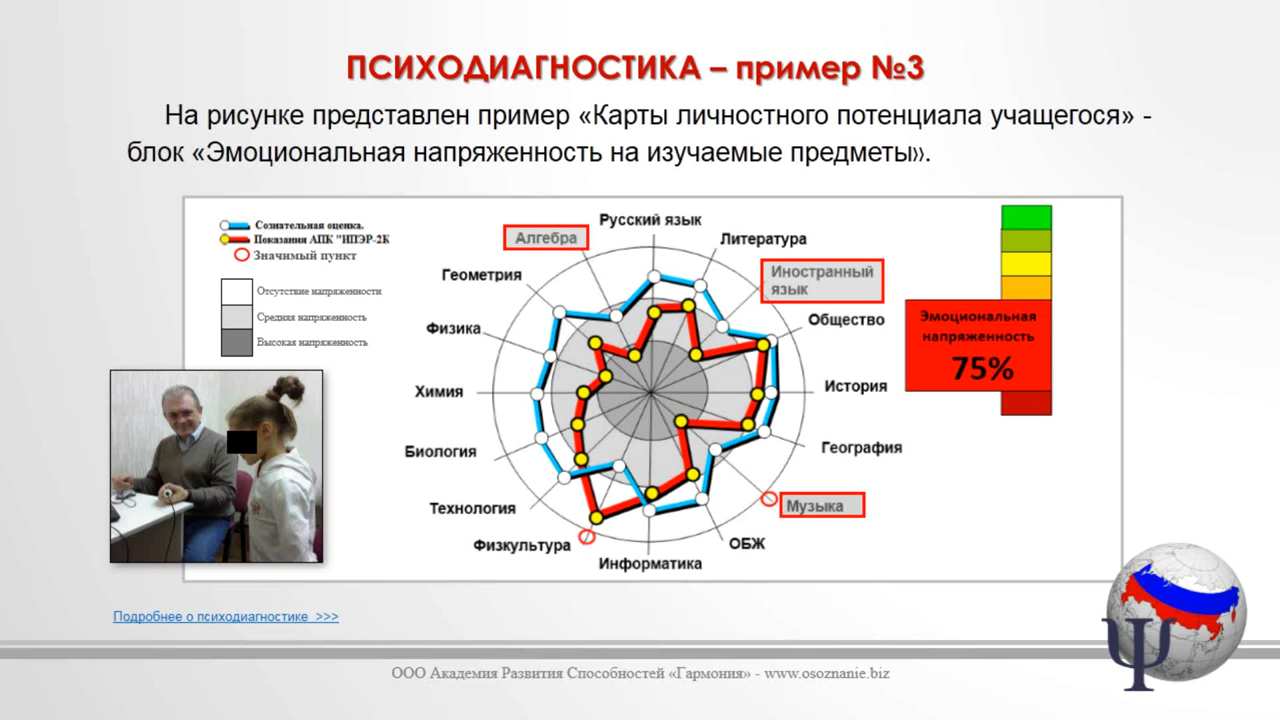 ПСИХОДИАГНОСТИКА – пример №3
На рисунке представлен пример «Карты личностного потенциала учащегося» -
блок «Эмоциональная напряженность на изучаемые предметы».
Сознательная оценка.
Показания АПК "ИПЭР-2К
Значимый пункт
Отсутствие напряженности
Средняя напряженность
Высокая напряженность
Русский язык
Литература
Иностранный
язык
Общество
История
География
Музыка
ОБЖ
Информатика
Физкультура
Технология
Биология
Химия
Физика
Геометрия
Алгебра
Эмоциональная
напряженность
75%
Подробнее о психодиагностике >>>
Ψ
ООО Академия Развития Способностей «Гармония» - www.osoznanie.biz